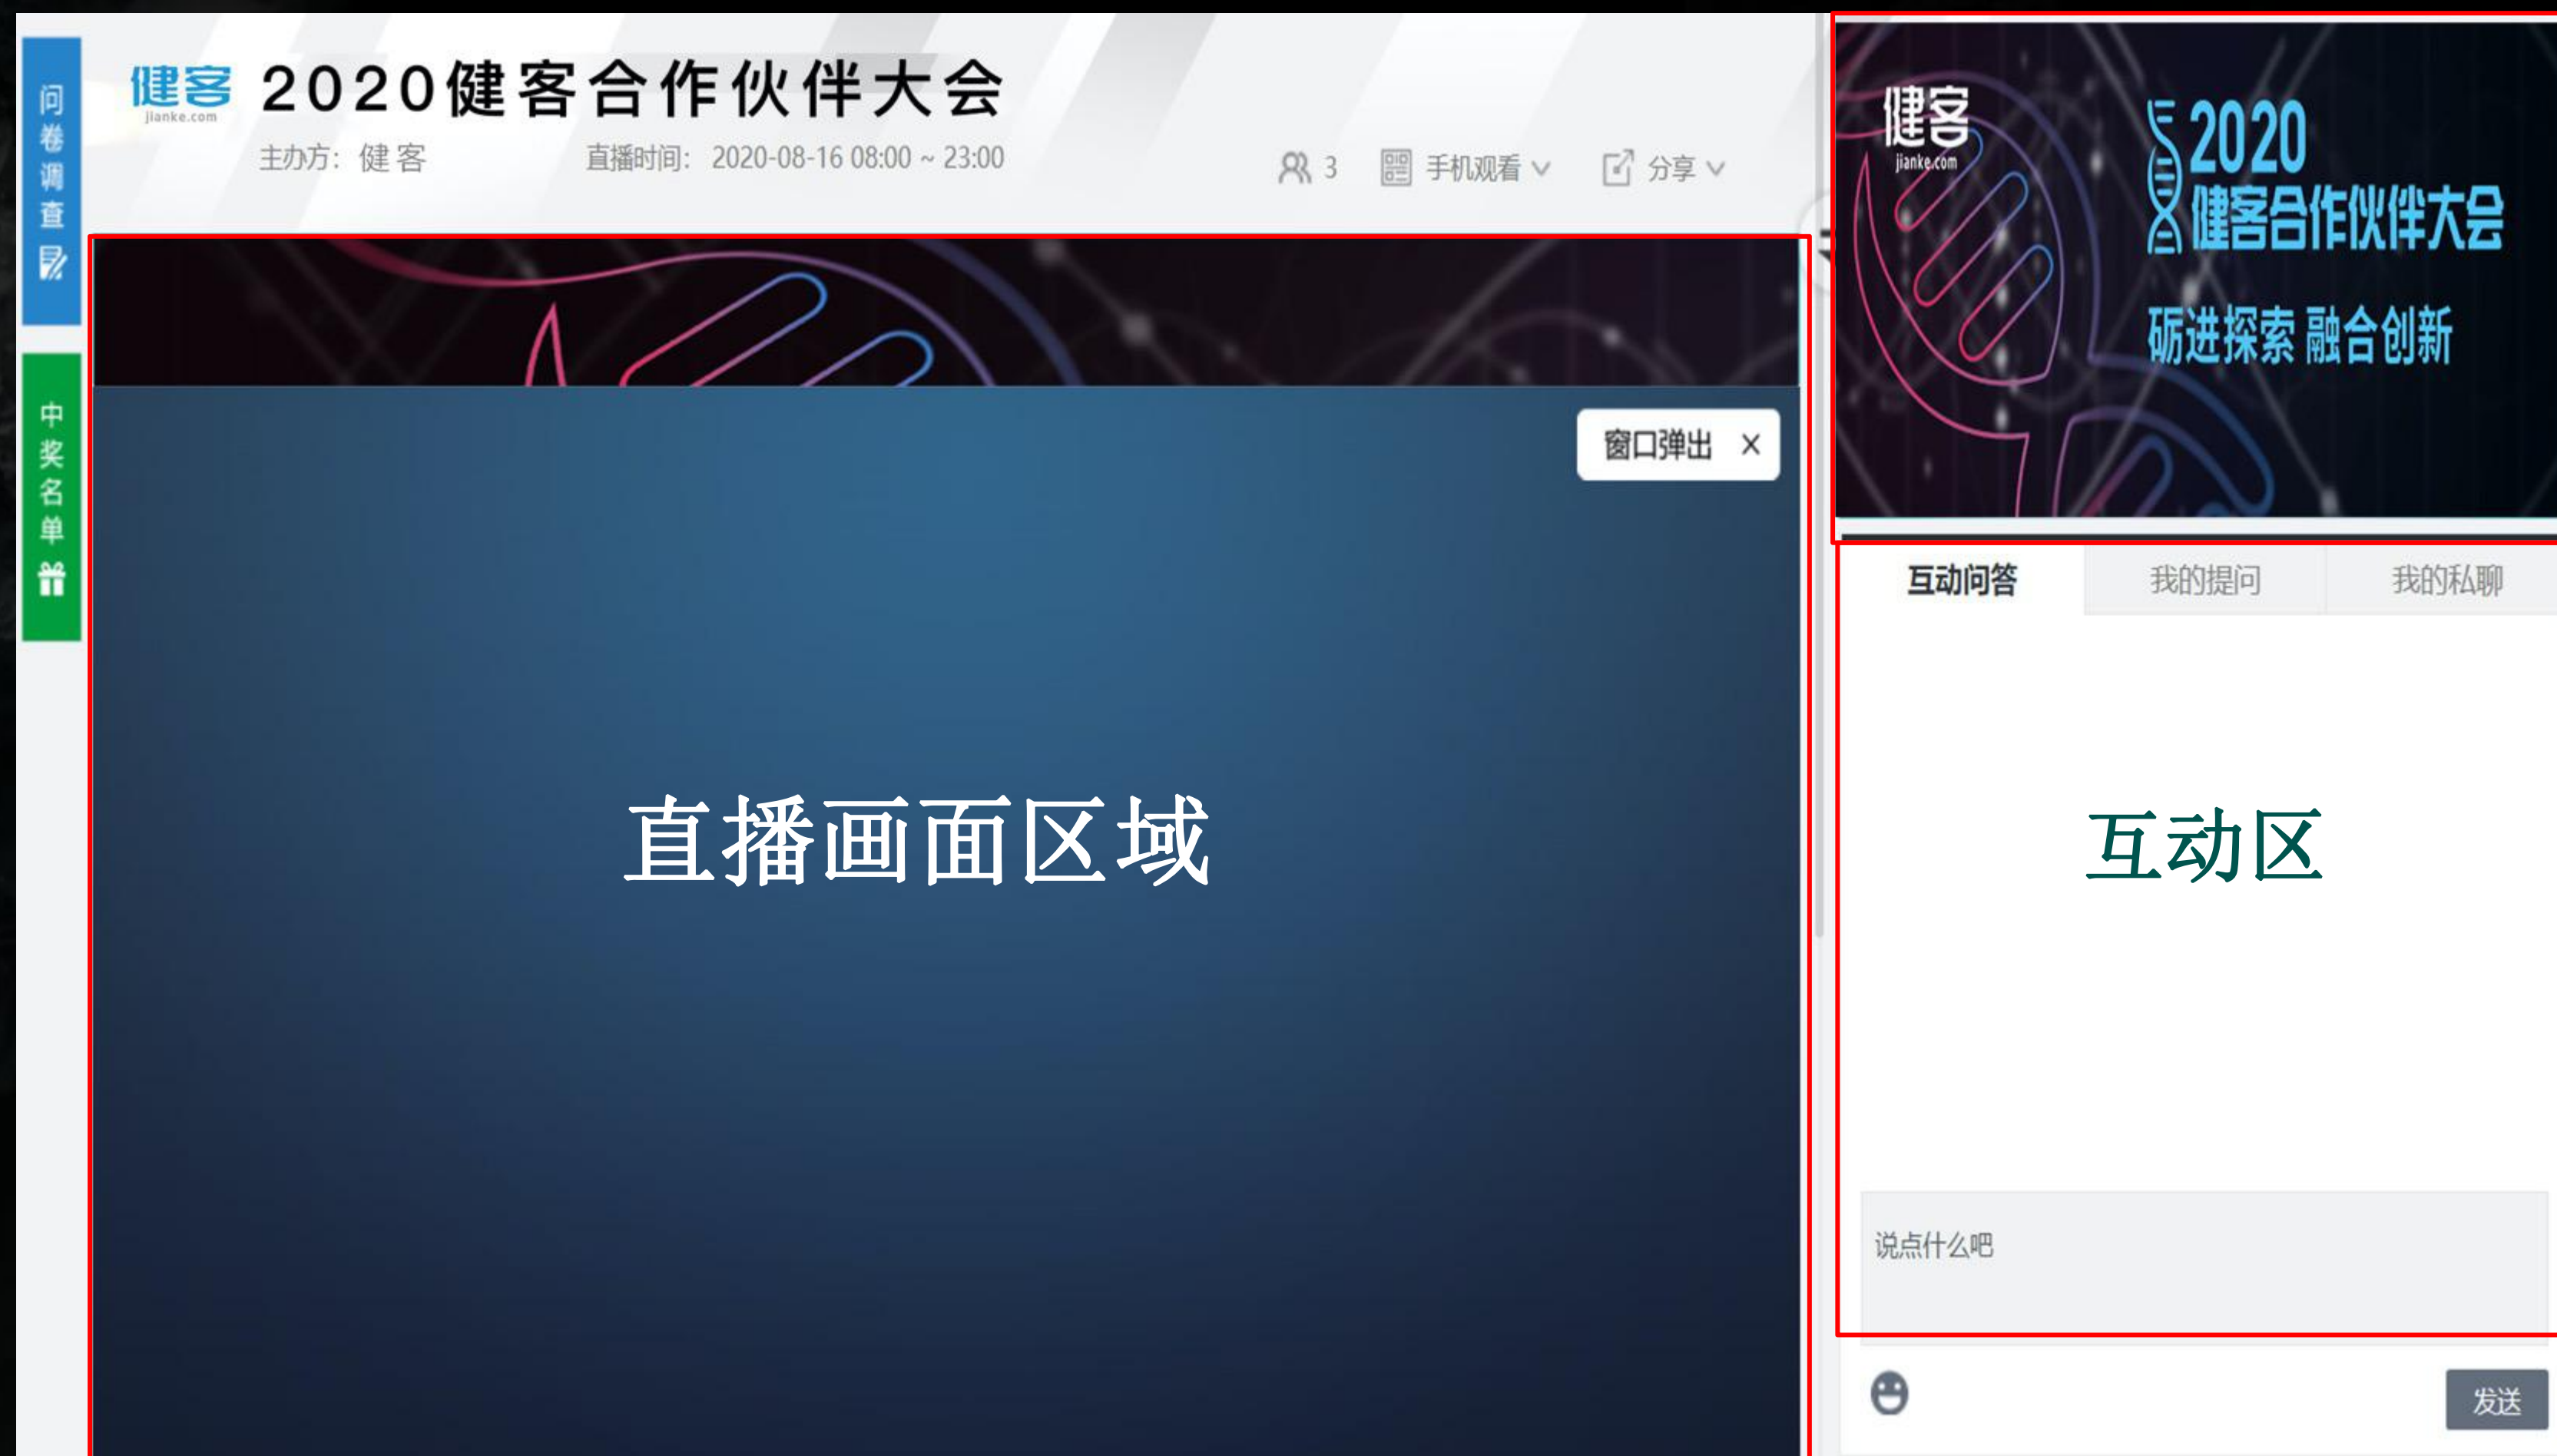 问卷调查
中奖名单
健客
jianke.com
2020健客合作伙伴大会
主办方：健 客
直播时间： 2020-08-16 08:00 ~ 23:00
3
手机观看
分享
窗口弹出 ×
直播画面区域
健客
jianke.com
2020
健客合作伙伴大会
砺进探索 融合创新
互动问答
我的提问
我的私聊
互动区
说点什么吧
发送